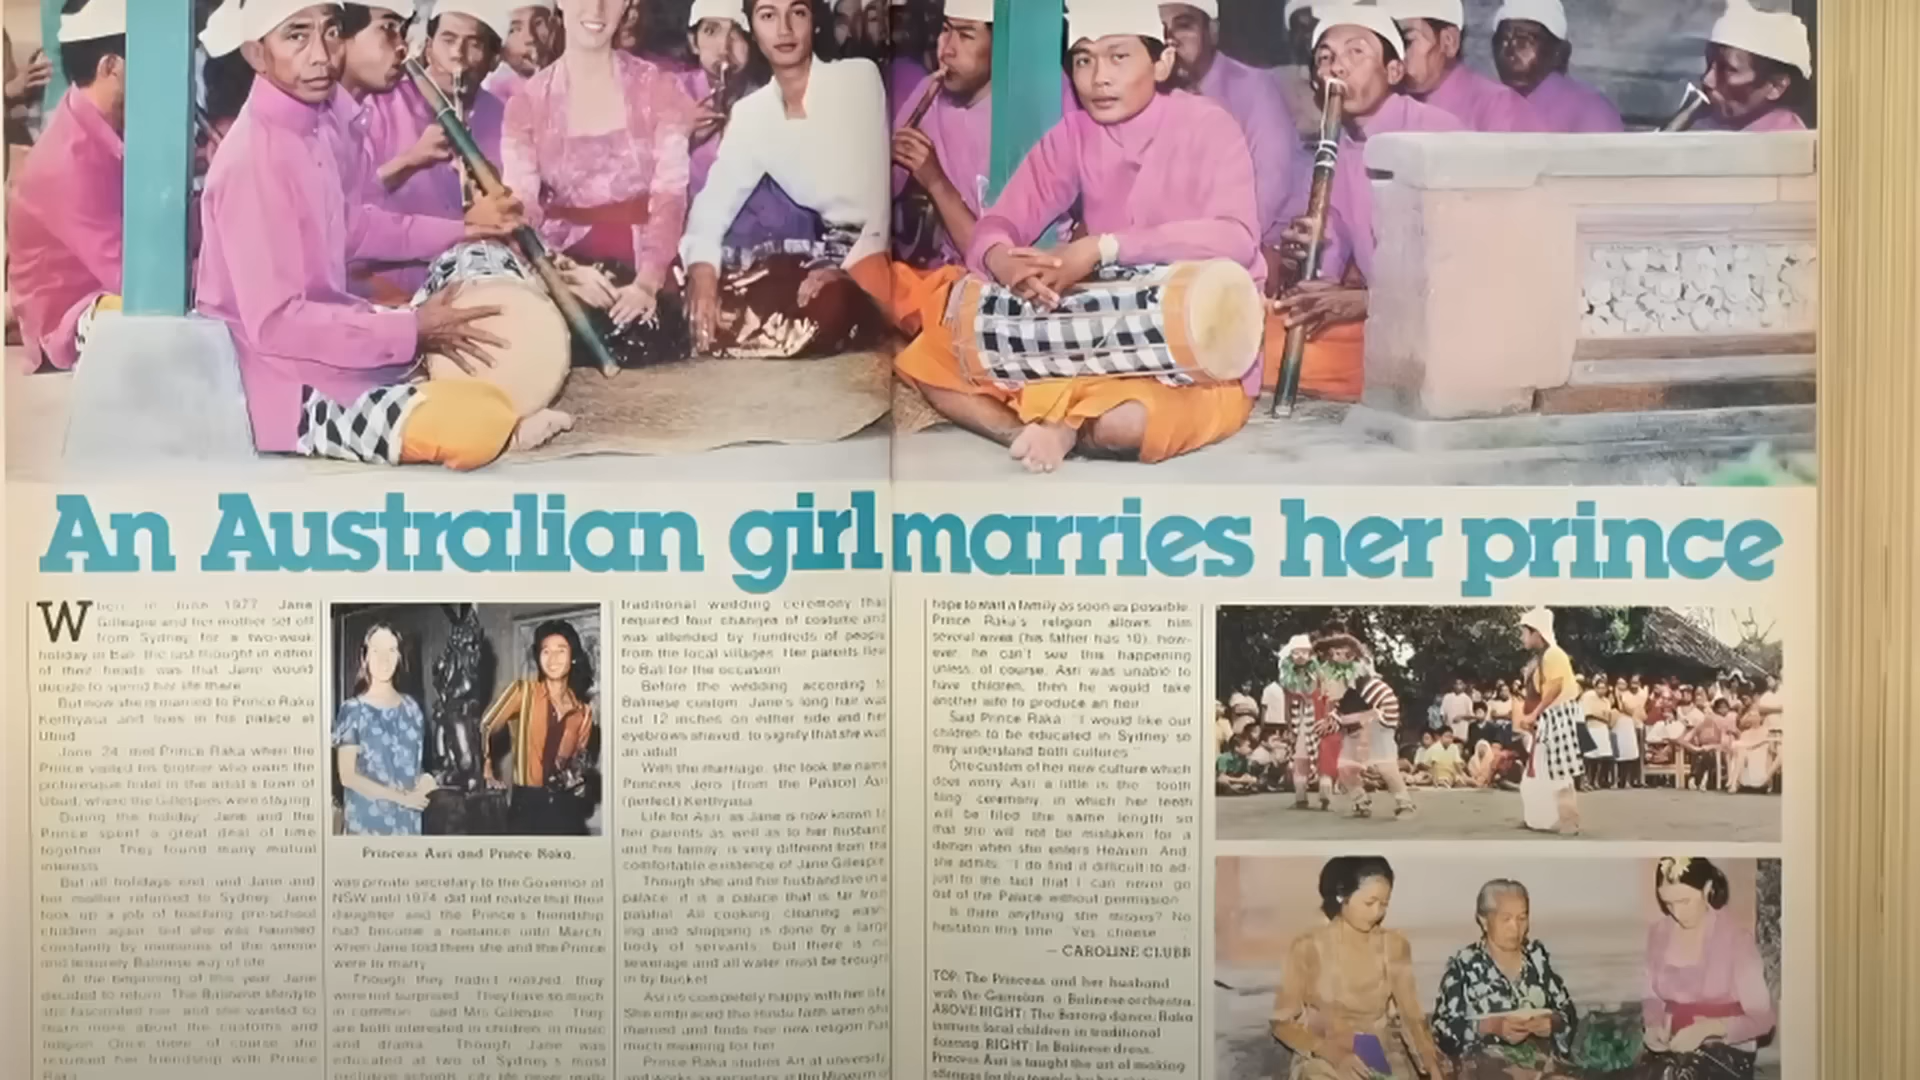 An Australian girl marries her prince
When in June 1977 Jane
Gillespie and her mother set off
from Sydney for a two-week
holiday in Bali, the last thought in either
of their heads was that Jane would
decide to spend her life there.
But now she is married to Prince Raka
Kerthyasa and lives in his palace at
Ubud.
Jane, 24, met Prince Raka when the
Prince visited his brother who owns the
picturesque hotel in the artist's town of
Ubud, where the Gillespies were staying.
During the holiday, Jane and the
Prince spent a great deal of time
together. They found many mutual
interests.
But all holidays end, and Jane and
her mother returned to Sydney. Jane
took up a job of teaching pre-school
children again, but she was haunted
constantly by memories of the serene
and leisurely Balinese way of life.
At the beginning of this year, Jane
decided to return. The Balinese lifestyle
fascinated her, and she wanted to
learn more about the customs and
religion. Once there, of course, she
resumed her friendship with Prince
Raka.
Princess Asri and Prince Raka.
was private secretary to the Governor of
NSW until 1974, did not realize that their
daughter and the Prince's friendship
had become a romance until March,
when Jane told them she and the Prince
were to marry.
Though they hadn't realized, they
were not surprised. "They have so much
in common," said Mrs Gillespie. "They
are both interested in children, in music
and drama. Though Jane was
educated at two of Sydney's most
exclusive schools, city life never really
traditional wedding ceremony that
required four changes of costume and
was attended by hundreds of people
from the local villages. Her parents flew
to Bali for the occasion.
Before the wedding, according to
Balinese custom, Jane's long hair was
cut 12 inches on either side and her
eyebrows shaved, to signify that she was
an adult.
With the marriage, she took the name
Princess Jero (from the Palace) Asri
(perfect) Kerthyasa.
Life for Asri, as Jane is now known to
her parents as well as to her husband
and his family, is very different from the
comfortable existence of Jane Gillespie.
Though she and her husband live in a
palace, it is a palace that is far from
palatial. All cooking, cleaning, wash-
ing and shopping is done by a large
body of servants, but there is no
sewerage and all water must be brought
in by bucket.
Asri is completely happy with her life.
She embraced the Hindu faith when she
married and finds her new religion has
much meaning for her.
Prince Raka studies Art at university
and works as secretary at the Museum of
hope to start a family as soon as possible.
Prince Raka's religion allows him
several wives (his father has 10), how-
ever, he can't see this happening
unless, of course, Asri was unable to
have children, then he would take
another wife to produce an heir.
Said Prince Raka: "I would like our
children to be educated in Sydney so
they understand both cultures."
One custom of her new culture which
does worry Asri a little is the tooth
filing ceremony, in which her teeth
will be filed the same length so
that she will not be mistaken for a
demon when she enters Heaven. And,
she admits, "I do find it difficult to ad-
just to the fact that I can never go
out of the Palace without permission."
Is there anything she misses? No
hesitation this time. "Yes, cheese."
— CAROLINE CLUBB
TOP: The Princess and her husband
with the Gamelan, a Balinese orchestra.
ABOVE RIGHT: The Barong dance. Raka
instructs local children in traditional
dancing. RIGHT: In Balinese dress,
Princess Asri is taught the art of making
offerings for the temple by her